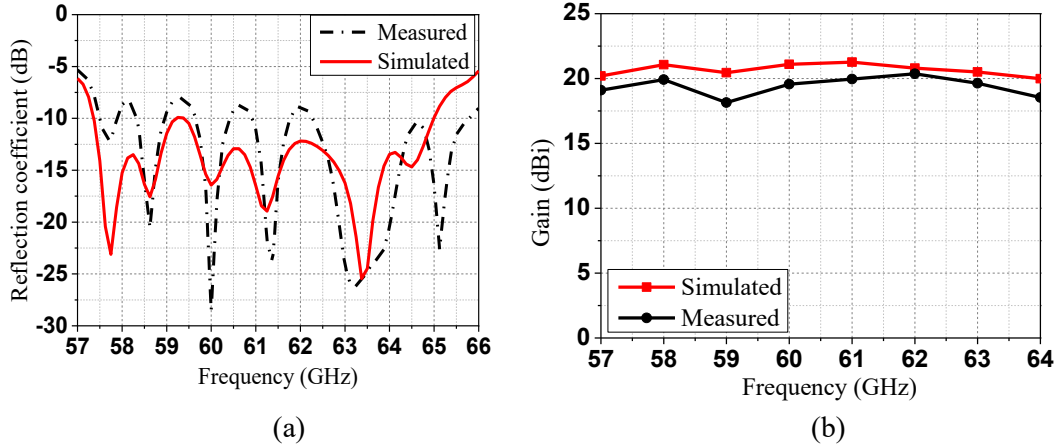 0
-5
-10
-15
-20
-25
-30
Reflection coefficient (dB)
Measured
Simulated
57 58 59 60 61 62 63 64 65 66
Frequency (GHz)
(a)
25
20
15
10
5
0
Gain (dBi)
Simulated
Measured
57 58 59 60 61 62 63 64
Frequency (GHz)
(b)